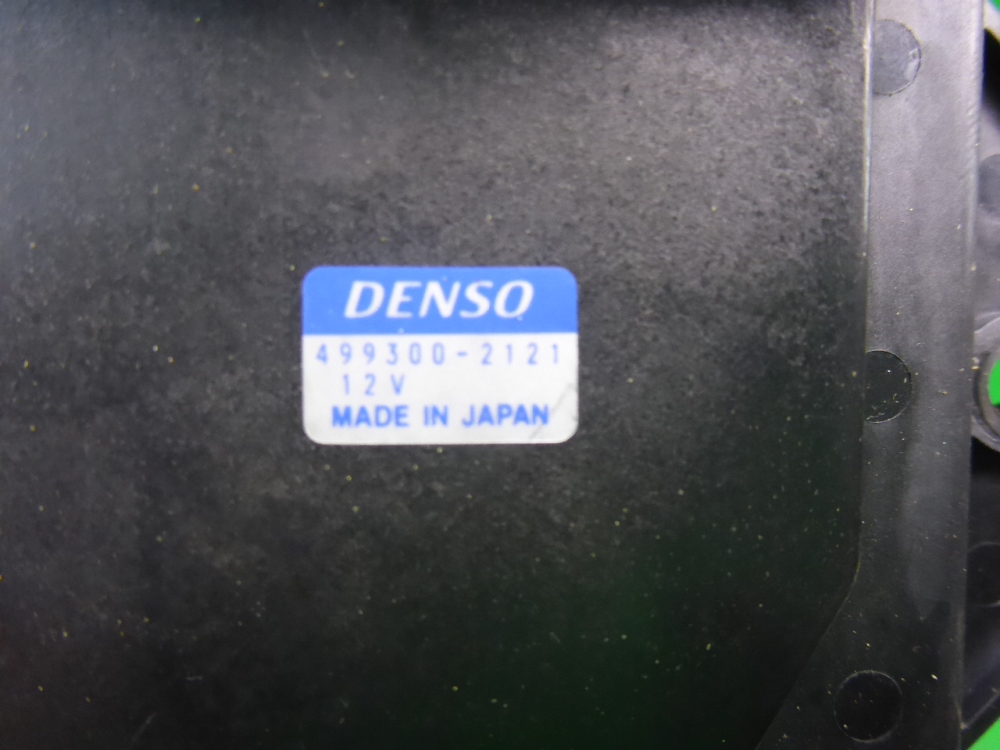 DENSO
499300-2121
12V
MADE IN JAPAN